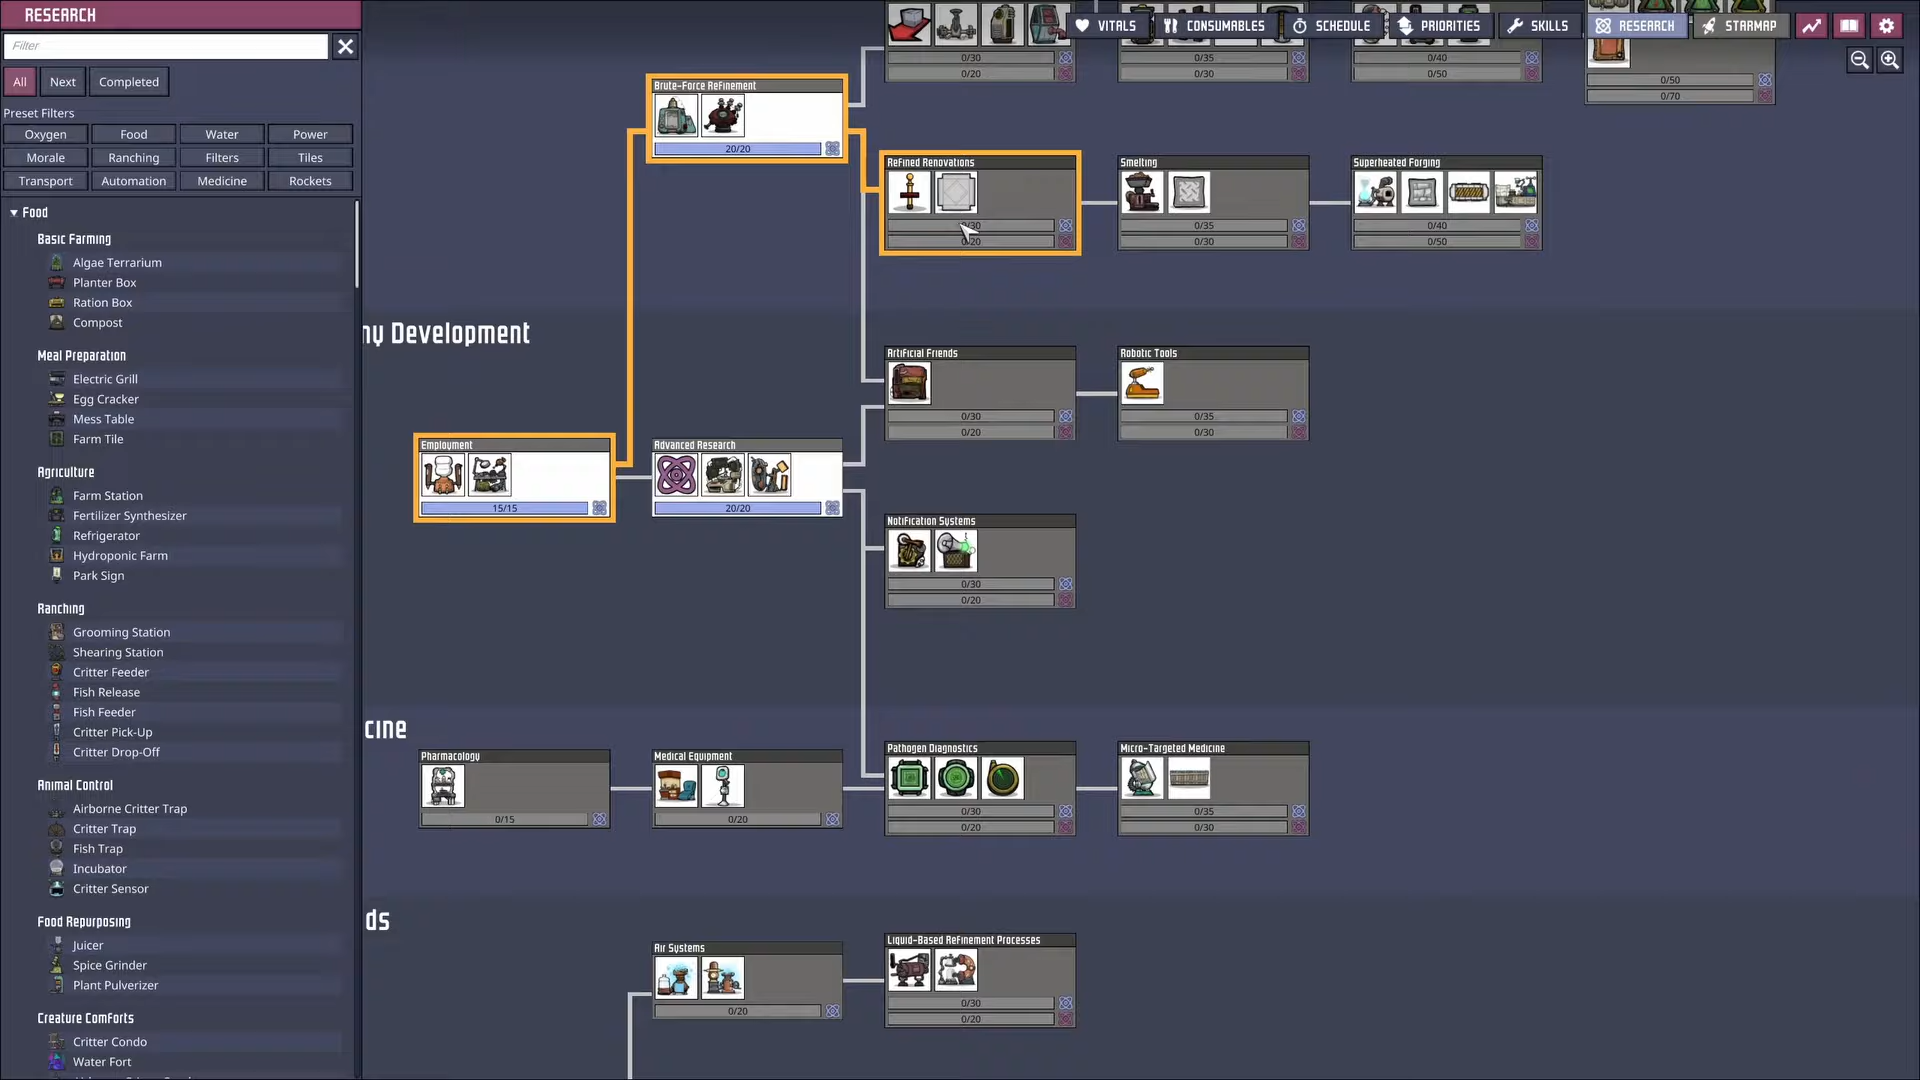 RESEARCH
VITALS
CONSUMABLES
SCHEDULE
PRIORITIES
SKILLS
RESEARCH
STARMAP
Filter
All
Next
Completed
Preset Filters
Oxygen
Food
Water
Power
Morale
Ranching
Filters
Tiles
Transport
Automation
Medicine
Rockets
Food
Basic Farming
Algae Terrarium
Planter Box
Ration Box
Compost
Meal Preparation
Electric Grill
Egg Cracker
Mess Table
Farm Tile
Agriculture
Farm Station
Fertilizer Synthesizer
Refrigerator
Hydroponic Farm
Park Sign
Ranching
Grooming Station
Shearing Station
Critter Feeder
Fish Release
Fish Feeder
Critter Pick-Up
Critter Drop-Off
Animal Control
Airborne Critter Trap
Critter Trap
Fish Trap
Incubator
Critter Sensor
Food Repurposing
Juicer
Spice Grinder
Plant Pulverizer
Creature Comforts
Critter Condo
Water Fort
0/30
0/20
0/35
0/30
0/40
0/50
0/50
0/70
Brute-Force Refinement
20/20
Refined Renovations
0/20
Smelting
0/35
0/30
Superheated Forging
0/40
0/50
ny Development
Artificial Friends
0/30
0/20
Robotic Tools
0/35
0/30
Employment
15/15
Advanced Research
20/20
Notification Systems
0/30
0/20
cine
Pharmacology
0/15
Medical Equipment
0/20
Pathogen Diagnostics
0/30
0/20
Micro-Targeted Medicine
0/35
0/30
ds
Air Systems
0/20
Liquid-Based Refinement Processes
0/30
0/20